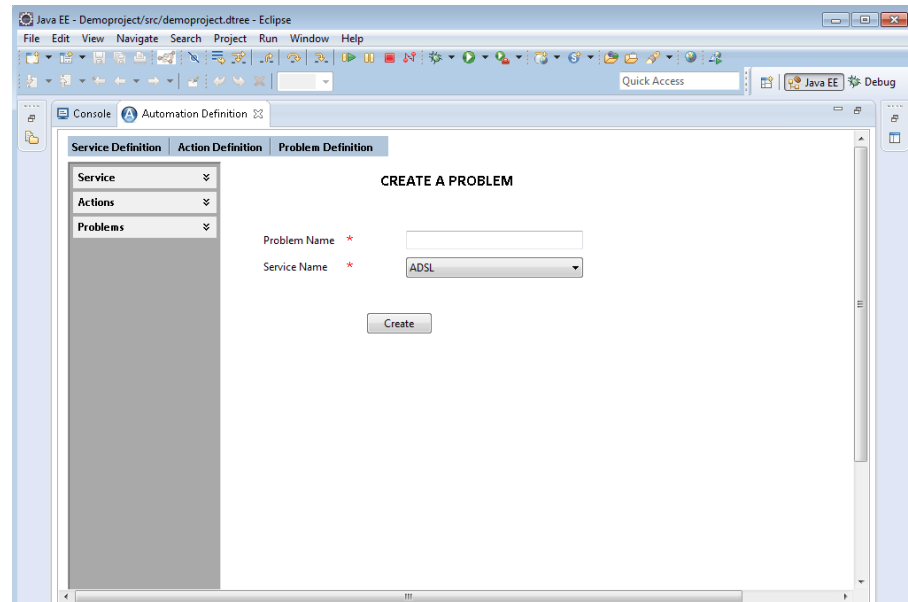 Java EE - Demoproject/src/demoproject.dtree - Eclipse
File Edit View Navigate Search Project Run Window Help
Quick Access
Java EE
Debug
Console
Automation Definition
Service Definition
Action Definition
Problem Definition
Service
Actions
Problems
CREATE A PROBLEM
Problem Name *
Service Name * ADSL
Create